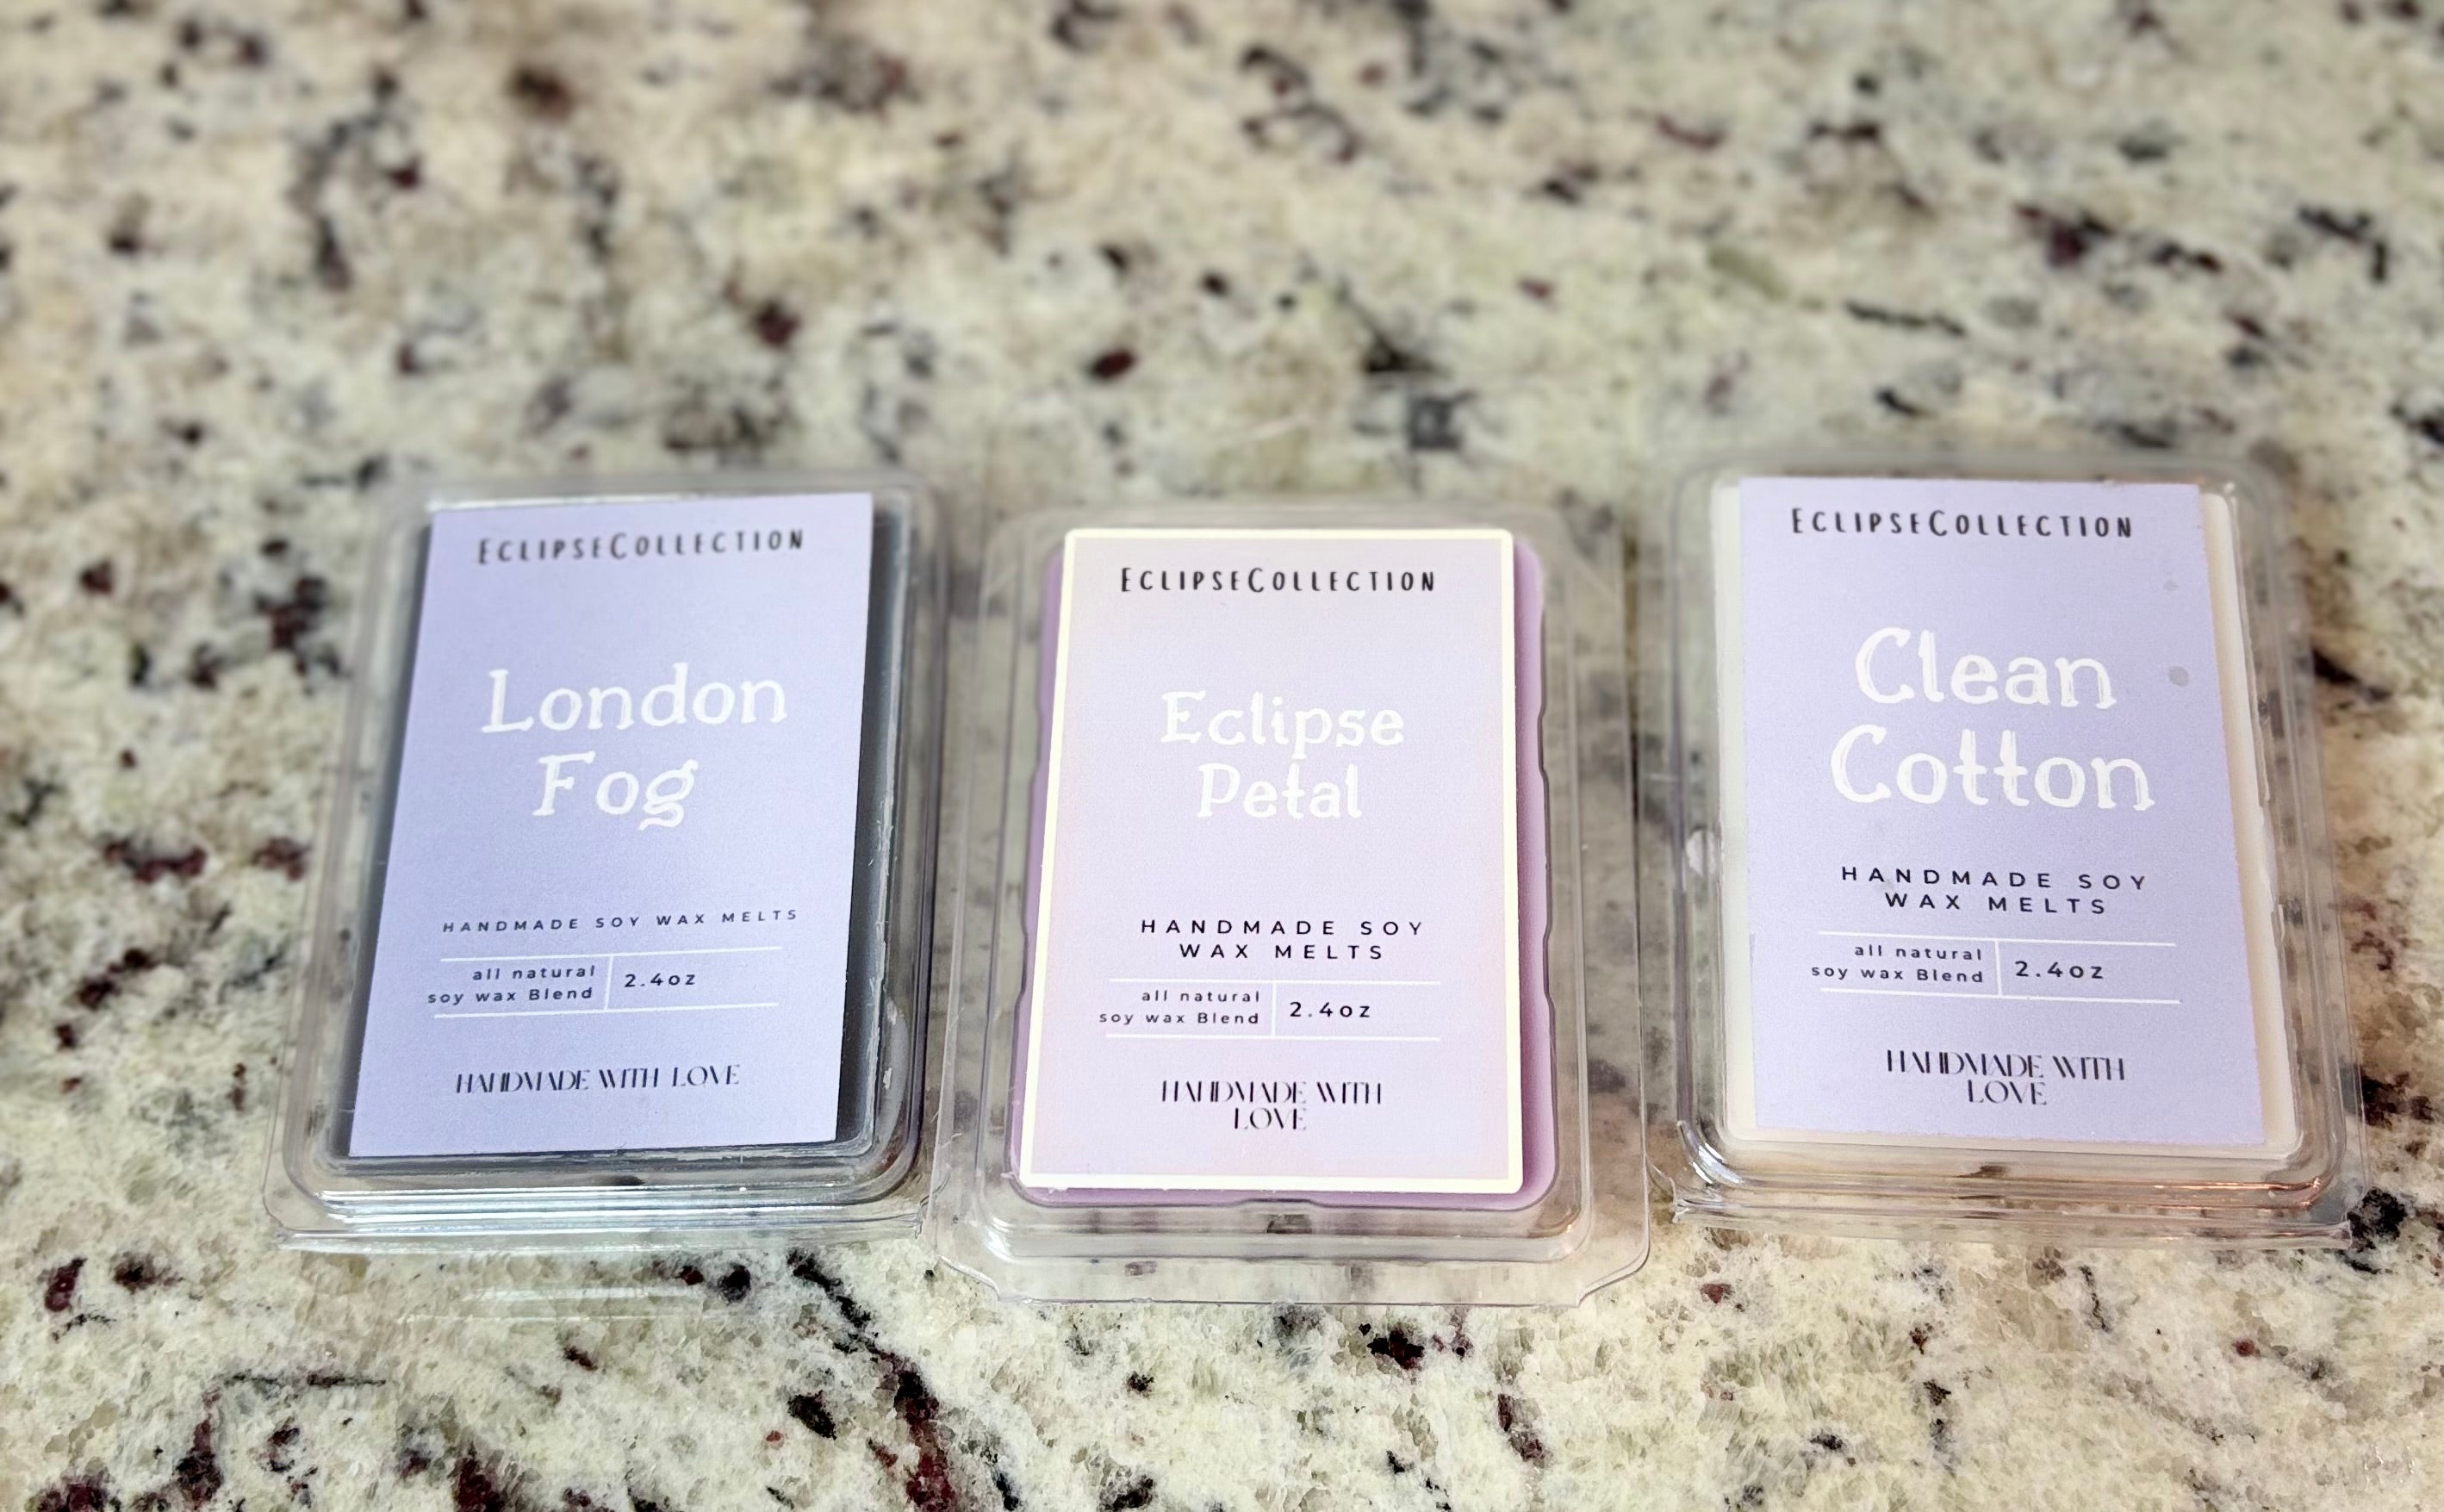 EclipseCollection
London
Fog
HANDMADE SOY WAX MELTS
all natural
soy wax Blend
2.4oz
HANDMADE WITH LOVE
EclipseCollection
Eclipse
Petal
HANDMADE SOY
WAX MELTS
all natural
soy wax Blend
2.4oz
HANDMADE WITH
LOVE
EclipseCollection
Clean
Cotton
HANDMADE SOY
WAX MELTS
all natural
soy wax Blend
2.4oz
HANDMADE WITH
LOVE